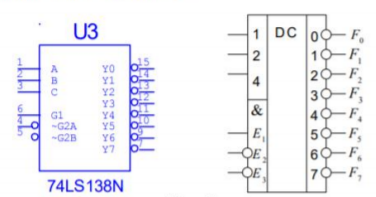 U3
1 A Y0 15
2 B Y1 14
3 C Y2 13
Y3 12
6 G1 Y4 11
4 ~G2A Y5 10
5 ~G2B Y6 9
Y7 7
74LS138N
1 DC 0 F₀
2 1 F₁
4 2 F₂
3 F₃
& 4 F₄
E₁ 5 F₅
E₂ 6 F₆
E₃ 7 F₇